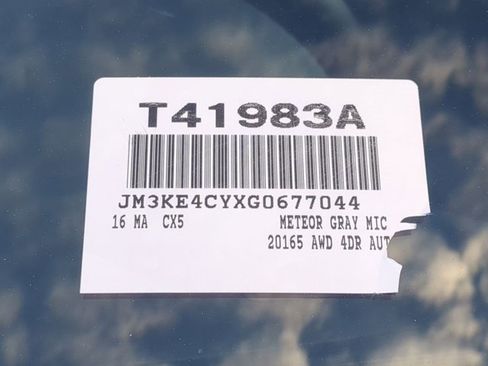 T41983A
JM3KE4CYXG0677044
16 MA CX5 METEOR GRAY MIC
20165 AWD 4DR AUT